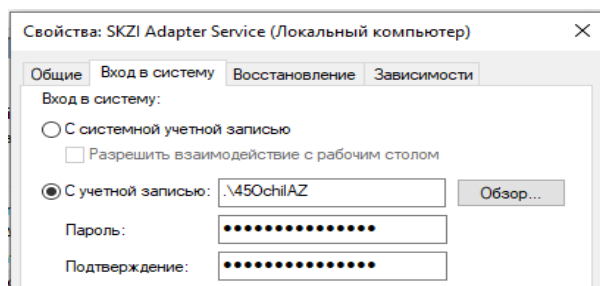 Свойства: SKZI Adapter Service (Локальный компьютер)
Общие Вход в систему Восстановление Зависимости
Вход в систему:
С системной учетной записью
Разрешить взаимодействие с рабочим столом
С учетной записью: .\45OchilAZ Обзор...
Пароль: ●●●●●●●●●●●●●●●
Подтверждение: ●●●●●●●●●●●●●●●